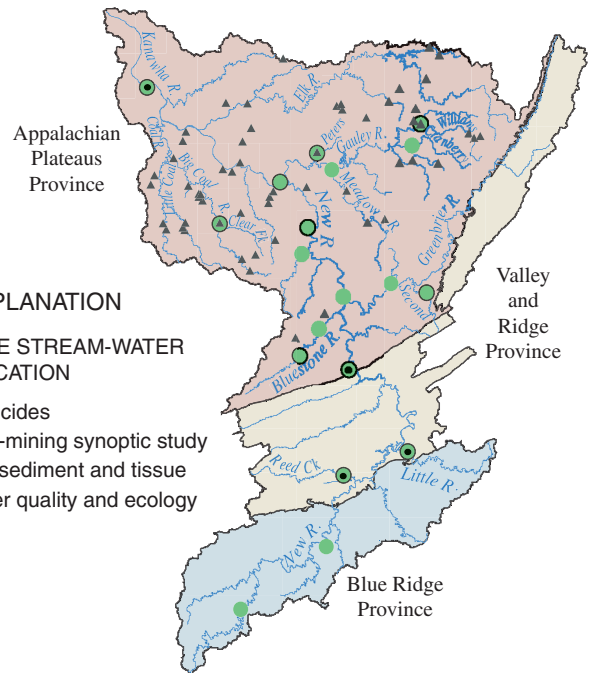 Kanawha R.
Elk R.
Appalachian
Plateaus
Province
Coal R.
Little Coal
Big Coal
R.
Clear Fk.
Peters
Gauley R.
Meadow R.
New R.
Greenbrier R.
Second
Bluestone R.
Valley
and
Ridge
Province
PLANATION
E STREAM-WATER
CATION
cides
-mining synoptic study
sediment and tissue
er quality and ecology
Reed Ck.
Little R.
New R.
Blue Ridge
Province